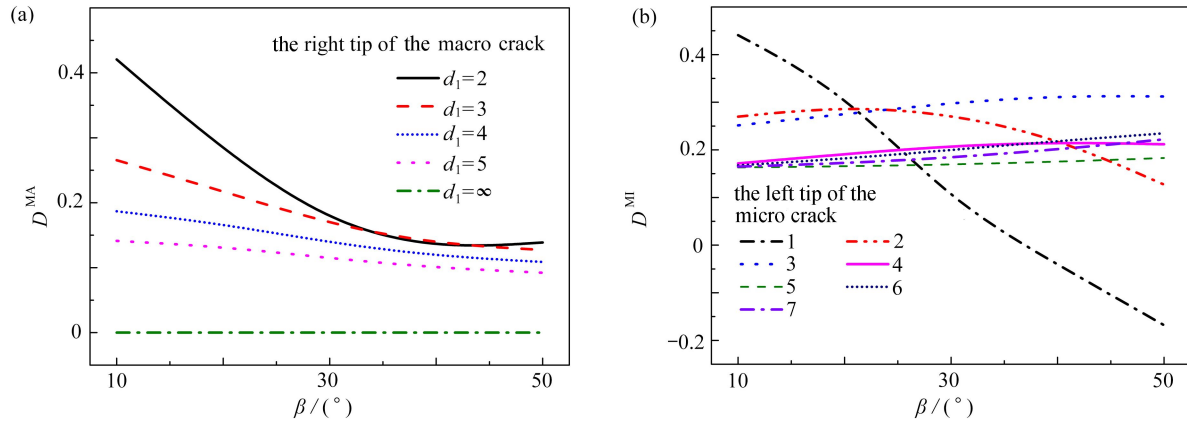 (a)
the right tip of the macro crack
d₁=2
d₁=3
d₁=4
d₁=5
d₁=∞
0.4
0.2
0
D^MA
10 30 50
β/(°)
(b)
0.4
0.2
0
−0.2
D^MI
the left tip of the
micro crack
1 2
3 4
5 6
7
10 30 50
β/(°)